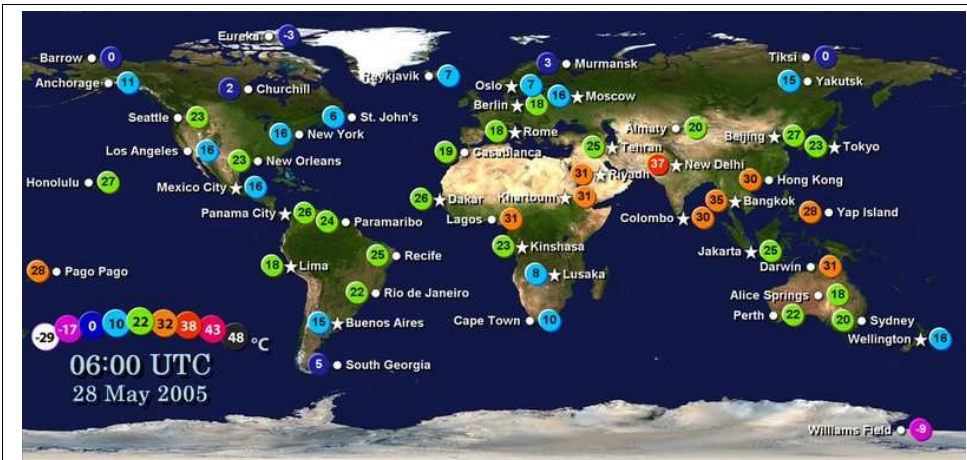 Eureka -3
Barrow 0
Tiksi 0
Murmansk 3
Reykjavik 7
Anchorage 11
Churchill 2
Oslo 7
Moscow 16
Yakutsk 15
Berlin 18
Seattle 23
St. John's 6
New York 16
Rome 18
Almaty 20
Beijing 27
Tokyo 23
Los Angeles 16
New Orleans 23
Casablanca 19
Tehran 25
New Delhi 37
Honolulu 27
Mexico City 16
Riyadh 31
Hong Kong 30
Dakar 26
Khartoum 31
Bangkok 35
Panama City 26
Paramaribo 24
Lagos 31
Colombo 30
Yap Island 28
Kinshasa 23
Jakarta 25
Recife 25
Lima 18
Pago Pago 28
Lusaka 8
Darwin 31
Rio de Janeiro 22
Alice Springs 18
Buenos Aires 15
Cape Town 10
Perth 22
Sydney 20
Wellington 16
-29 -17 0 10 22 32 38 43 48 °C
06:00 UTC
28 May 2005
South Georgia 5
Williams Field -9